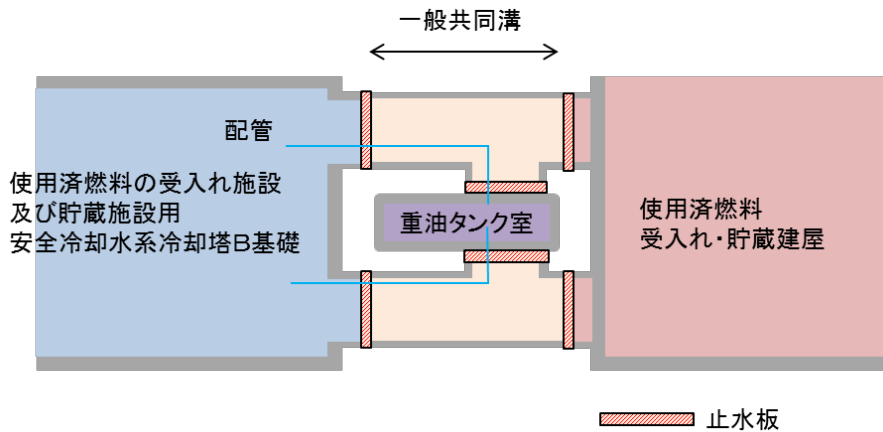 一般共同溝
配管
使用済燃料の受入れ施設
及び貯蔵施設用
安全冷却水系冷却塔B基礎
重油タンク室
使用済燃料
受入れ・貯蔵建屋
止水板